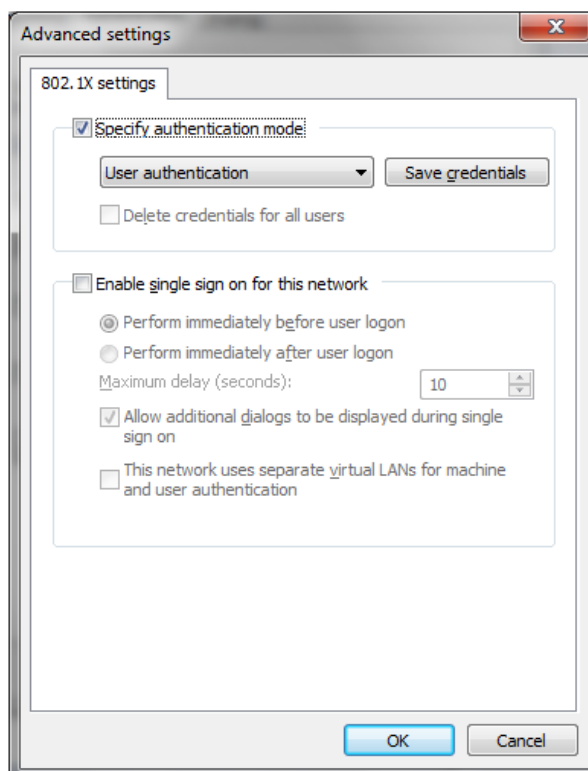 Advanced settings
802.1X settings
Specify authentication mode
User authentication
Save credentials
Delete credentials for all users
Enable single sign on for this network
Perform immediately before user logon
Perform immediately after user logon
Maximum delay (seconds):
10
Allow additional dialogs to be displayed during single
sign on
This network uses separate virtual LANs for machine
and user authentication
OK
Cancel